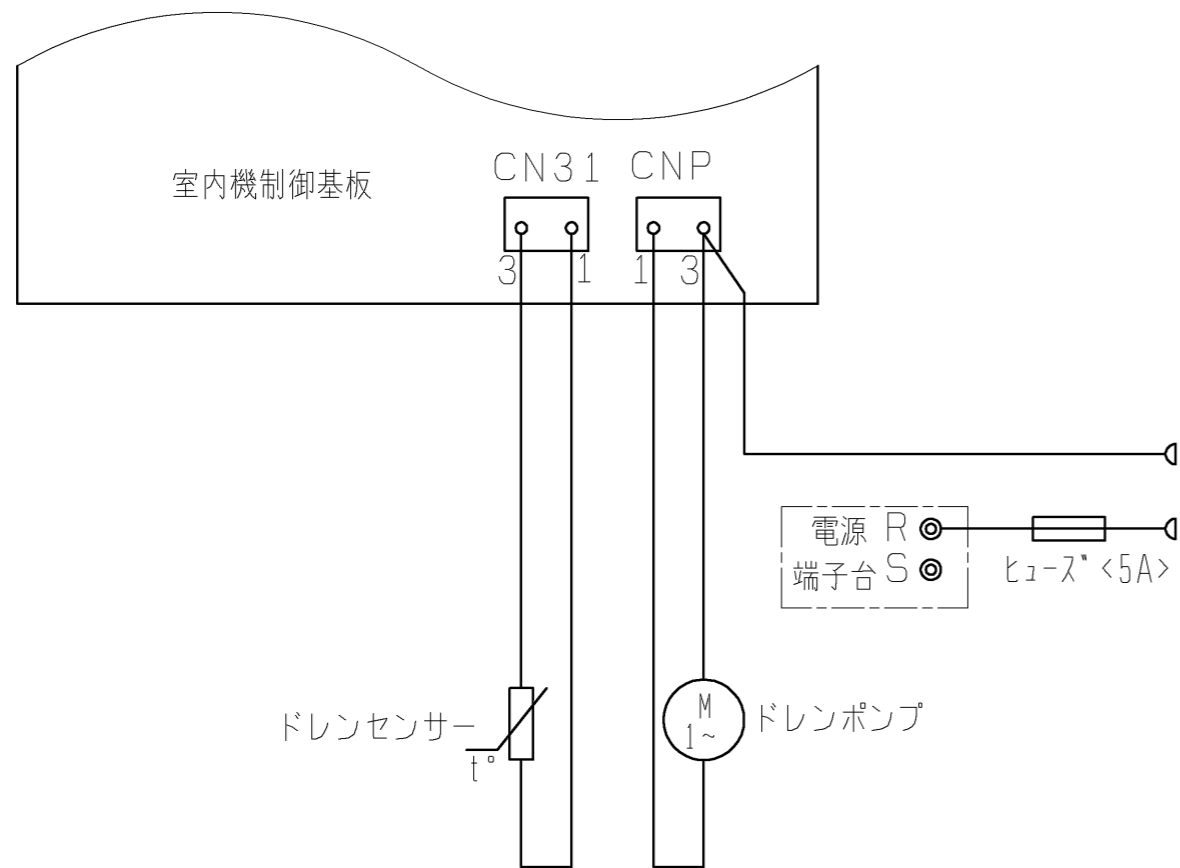 CN31 CNP
室内機制御基板
3 1 1 3
電源 R
端子台 S
ヒューズ<5A>
ドレンセンサー
t°
M
1~
ドレンポンプ